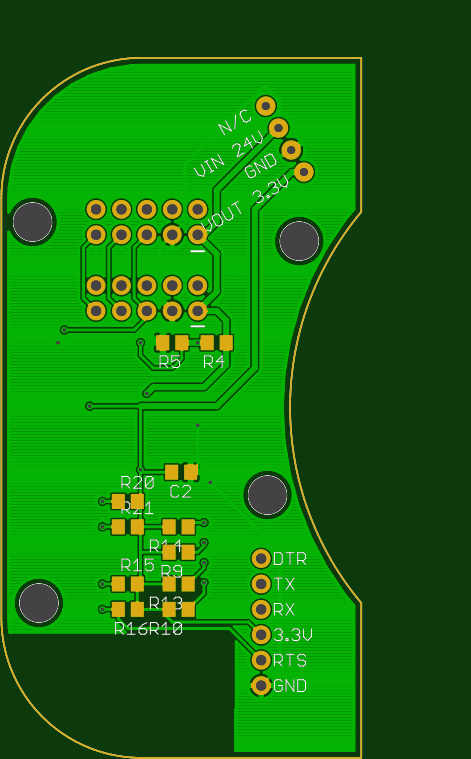 N/C
VIN 24V
GND
VOUT 3.3V
R5 R4
R20
C2
R21
R14
R15
R9
R13
R16R10
DTR
TX
RX
3.3V
RTS
GND